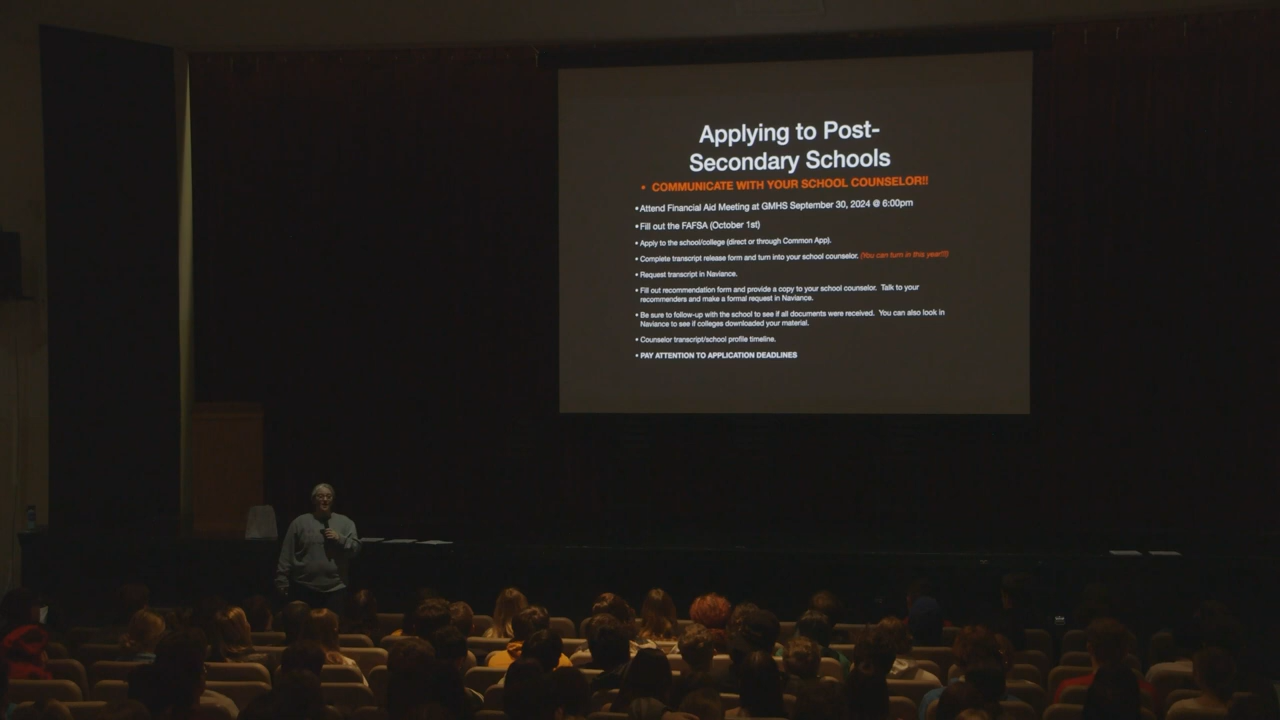 Applying to Post-
Secondary Schools
• COMMUNICATE WITH YOUR SCHOOL COUNSELOR!!
• Attend Financial Aid Meeting at GMHS September 30, 2024 @ 6:00pm
• Fill out the FAFSA (October 1st)
• Apply to the school/college (direct or through Common App).
• Complete transcript release form and turn into your school counselor. (You can turn in this year!!!)
• Request transcript in Naviance.
• Fill out recommendation form and provide a copy to your school counselor. Talk to your
recommenders and make a formal request in Naviance.
• Be sure to follow-up with the school to see if all documents were received. You can also look in
Naviance to see if colleges downloaded your material.
• Counselor transcript/school profile timeline.
• PAY ATTENTION TO APPLICATION DEADLINES